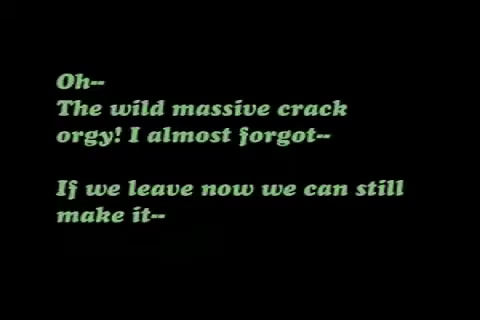 Oh--
The wild massive crack
orgy! I almost forgot--
If we leave now we can still
make it--